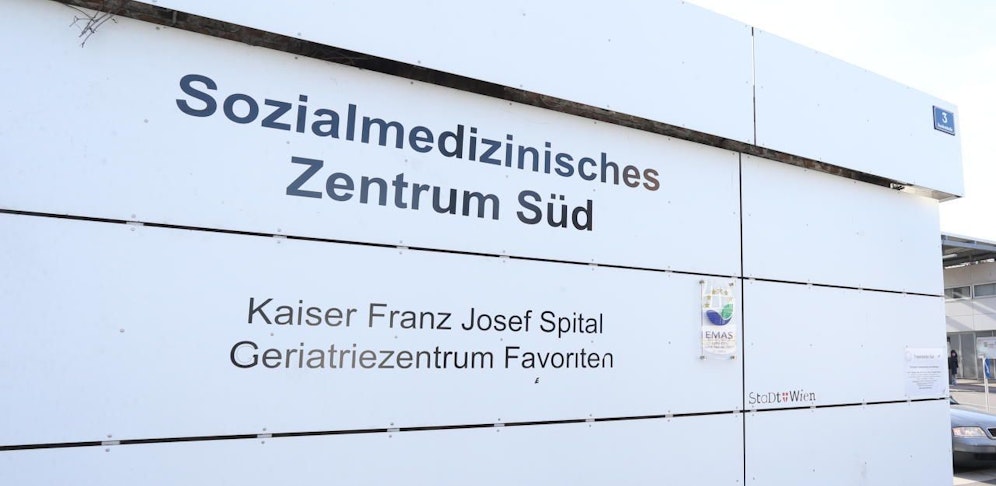 Sozialmedizinisches
Zentrum Süd
3
Kaiser Franz Josef Spital
Geriatriezentrum Favoriten
EMAS
StaDt Wien